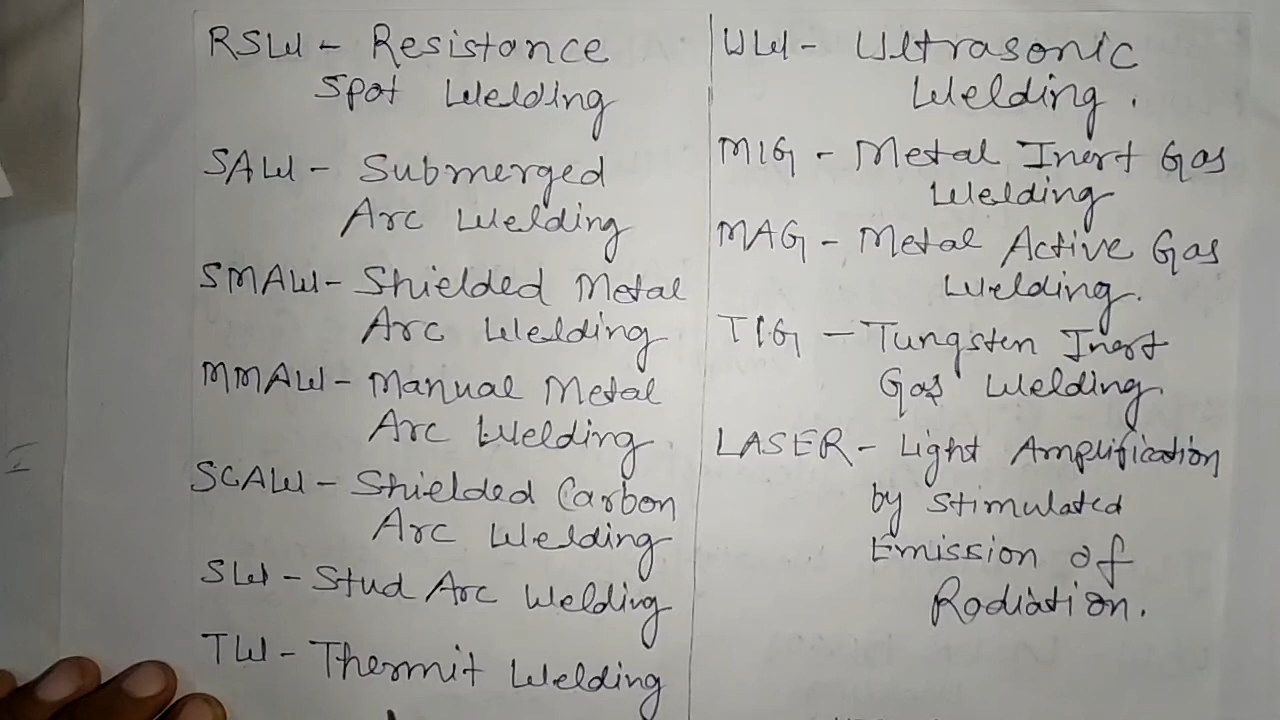 RSW - Resistance
Spot Welding
SAW - Submerged
Arc Welding
SMAW - Shielded Metal
Arc Welding
MMAW - Manual Metal
Arc Welding
SCAW - Shielded Carbon
Arc Welding
SW - Stud Arc Welding
TW - Thermit Welding
UW - Ultrasonic
Welding.
MIG - Metal Inert Gas
Welding
MAG - Metal Active Gas
Welding.
TIG - Tungsten Inert
Gas Welding.
LASER - Light Amplification
by Stimulated
Emission of
Radiation.